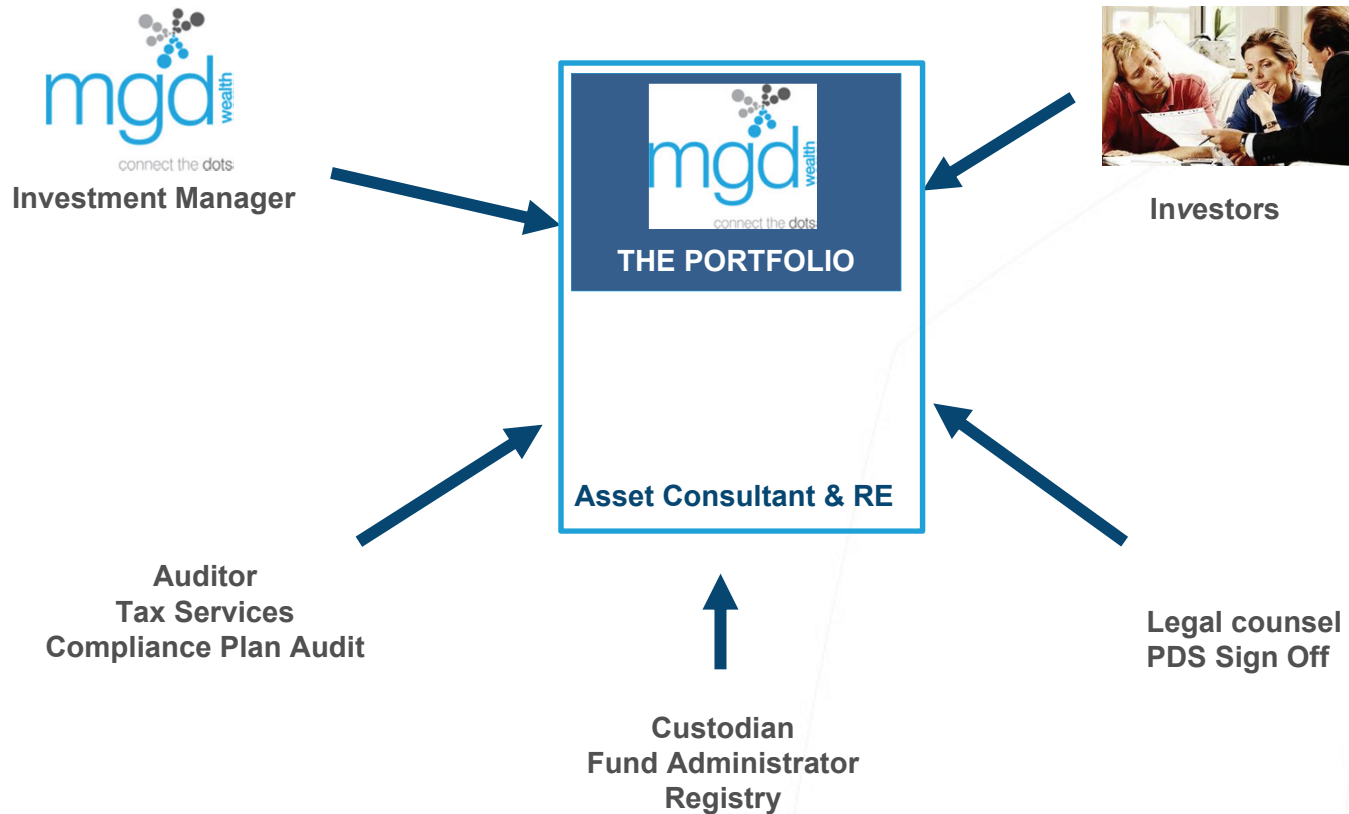 mgd wealth
connect the dots
Investment Manager
mgd wealth
connect the dots
THE PORTFOLIO
Investors
Asset Consultant & RE
Auditor
Tax Services
Compliance Plan Audit
Legal counsel
PDS Sign Off
Custodian
Fund Administrator
Registry